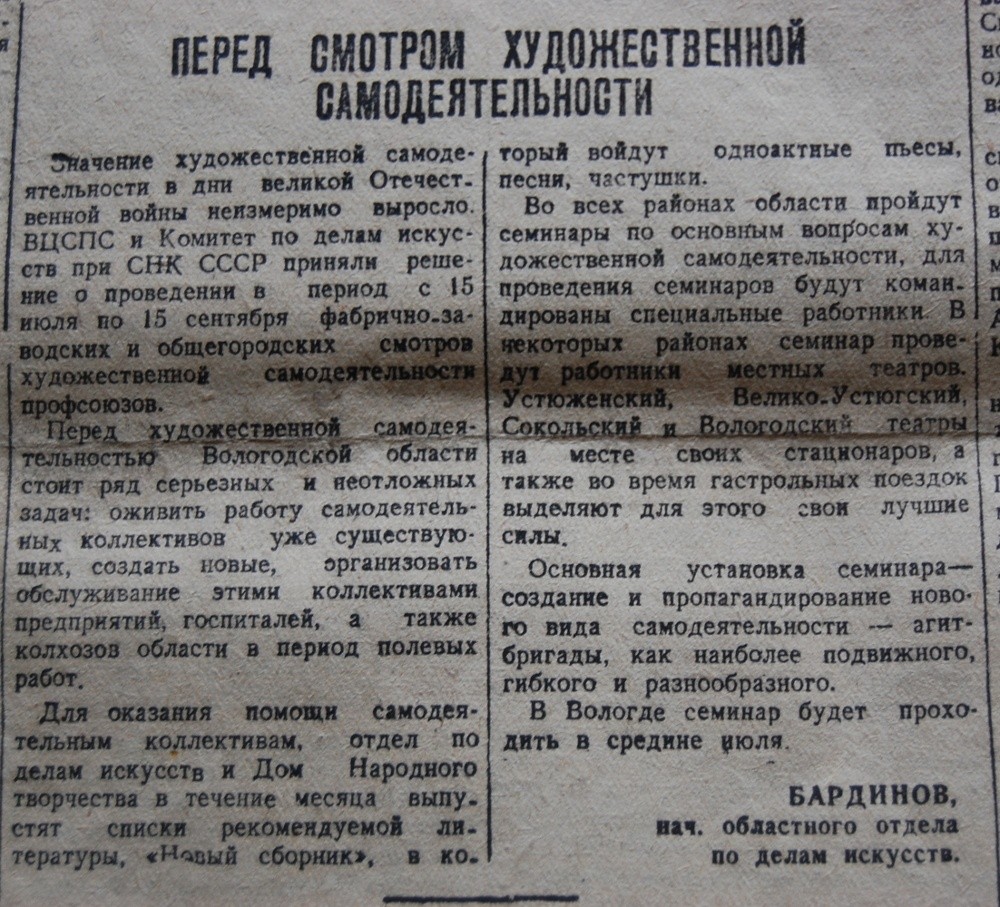 ПЕРЕД СМОТРОМ ХУДОЖЕСТВЕННОЙ
САМОДЕЯТЕЛЬНОСТИ
Значение художественной самоде-
ятельности в дни великой Отечест-
венной войны неизмеримо выросло.
ВЦСПС и Комитет по делам искус-
ств при СНК СССР приняли реше-
ние о проведении в период с 15
июля по 15 сентября фабрично-за-
водских и общегородских смотров
художественной самодеятельности
профсоюзов.
Перед художественной самодея-
тельностью Вологодской области
стоит ряд серьезных и неотложных
задач: оживить работу самодеятель-
ных коллективов уже существую-
щих, создать новые, организовать
обслуживание этими коллективами
предприятий, госпиталей, а также
колхозов области в период полевых
работ.
Для оказания помощи самодея-
тельным коллективам, отдел по
делам искусств и Дом Народного
творчества в течение месяца выпу-
стят списки рекомендуемой ли-
тературы, «Новый сборник», в ко-
торый войдут одноактные пьесы,
песни, частушки.
Во всех районах области пройдут
семинары по основным вопросам ху-
дожественной самодеятельности, для
проведения семинаров будут коман-
дированы специальные работники. В
некоторых районах семинар прове-
дут работники местных театров.
Устюженский, Велико-Устюгский,
Сокольский и Вологодский театры
на месте своих стационаров, а
также во время гастрольных поездок
выделяют для этого свои лучшие
силы.
Основная установка семинара—
создание и пропагандирование ново-
го вида самодеятельности — агит-
бригады, как наиболее подвижного,
гибкого и разнообразного.
В Вологде семинар будет прохо-
дить в средине июля.
БАРДИНОВ,
нач. областного отдела
по делам искусств.